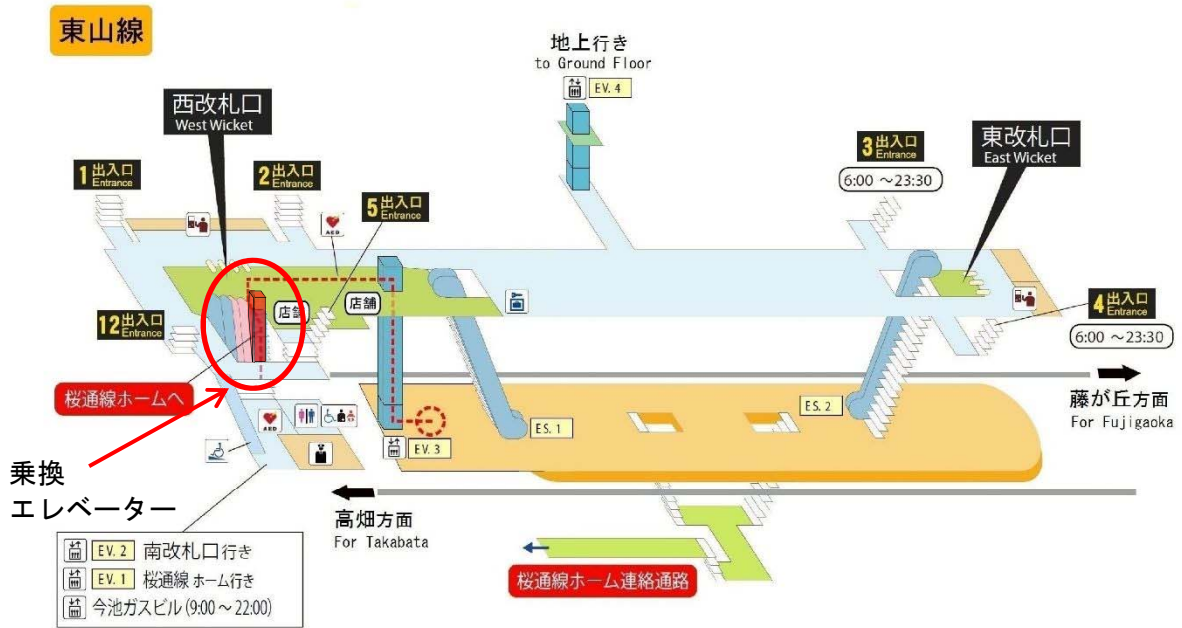 東山線
地上行き
to Ground Floor
EV. 4
西改札口
West Wicket
東改札口
East Wicket
1 出入口
Entrance
2 出入口
Entrance
3 出入口
Entrance
6:00 ～23:30
5 出入口
Entrance
AED
店舗
店舗
12 出入口
Entrance
4 出入口
Entrance
6:00 ～23:30
桜通線ホームへ
藤が丘方面
For Fujigaoka
ES. 1
ES. 2
AED
EV. 3
乗換
エレベーター
高畑方面
For Takabata
EV. 2 南改札口行き
EV. 1 桜通線 ホーム行き
今池ガスビル (9:00 ～ 22:00)
桜通線ホーム連絡通路